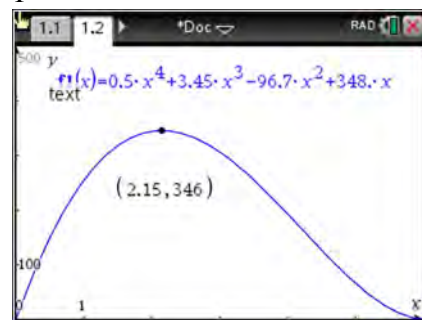 1.1 1.2 *Doc RAD
500 y
f1(x)=0.5·x⁴+3.45·x³−96.7·x²+348.·x
text
(2.15,346)
100
0 1 x